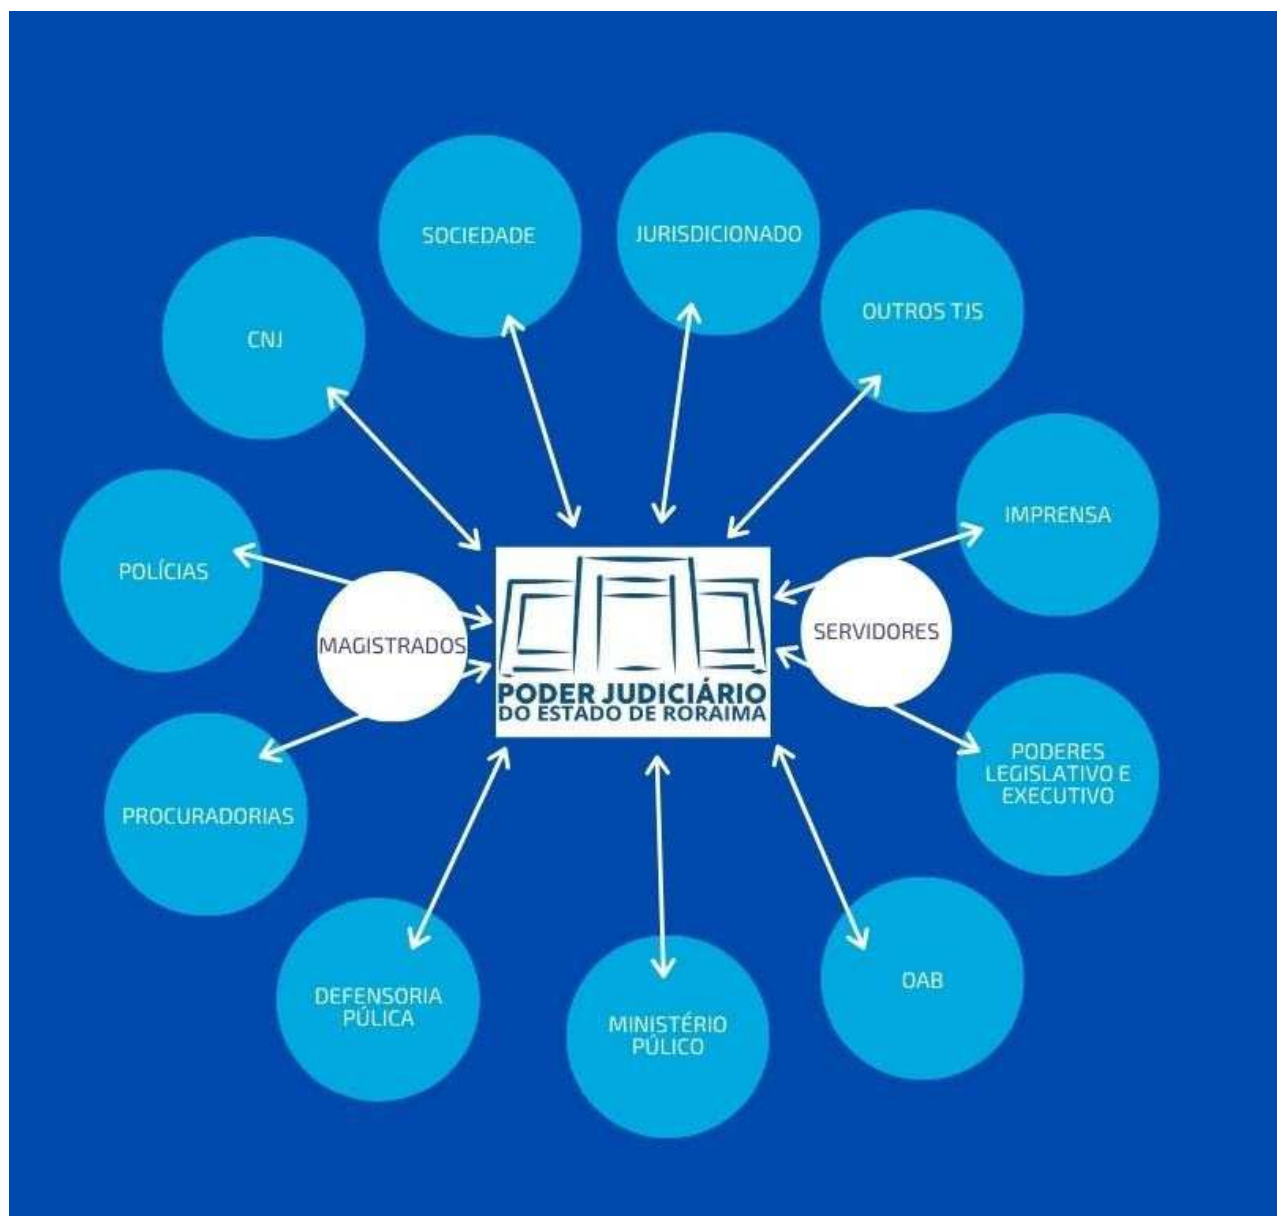 SOCIEDADE
JURISDICIONADO
OUTROS TJS
CNJ
IMPRENSA
POLÍCIAS
MAGISTRADOS
SERVIDORES
PODER JUDICIÁRIO
DO ESTADO DE RORAIMA
PODERES
LEGISLATIVO E
EXECUTIVO
PROCURADORIAS
DEFENSORIA
PÚLICA
MINISTÉRIO
PÚLICO
OAB